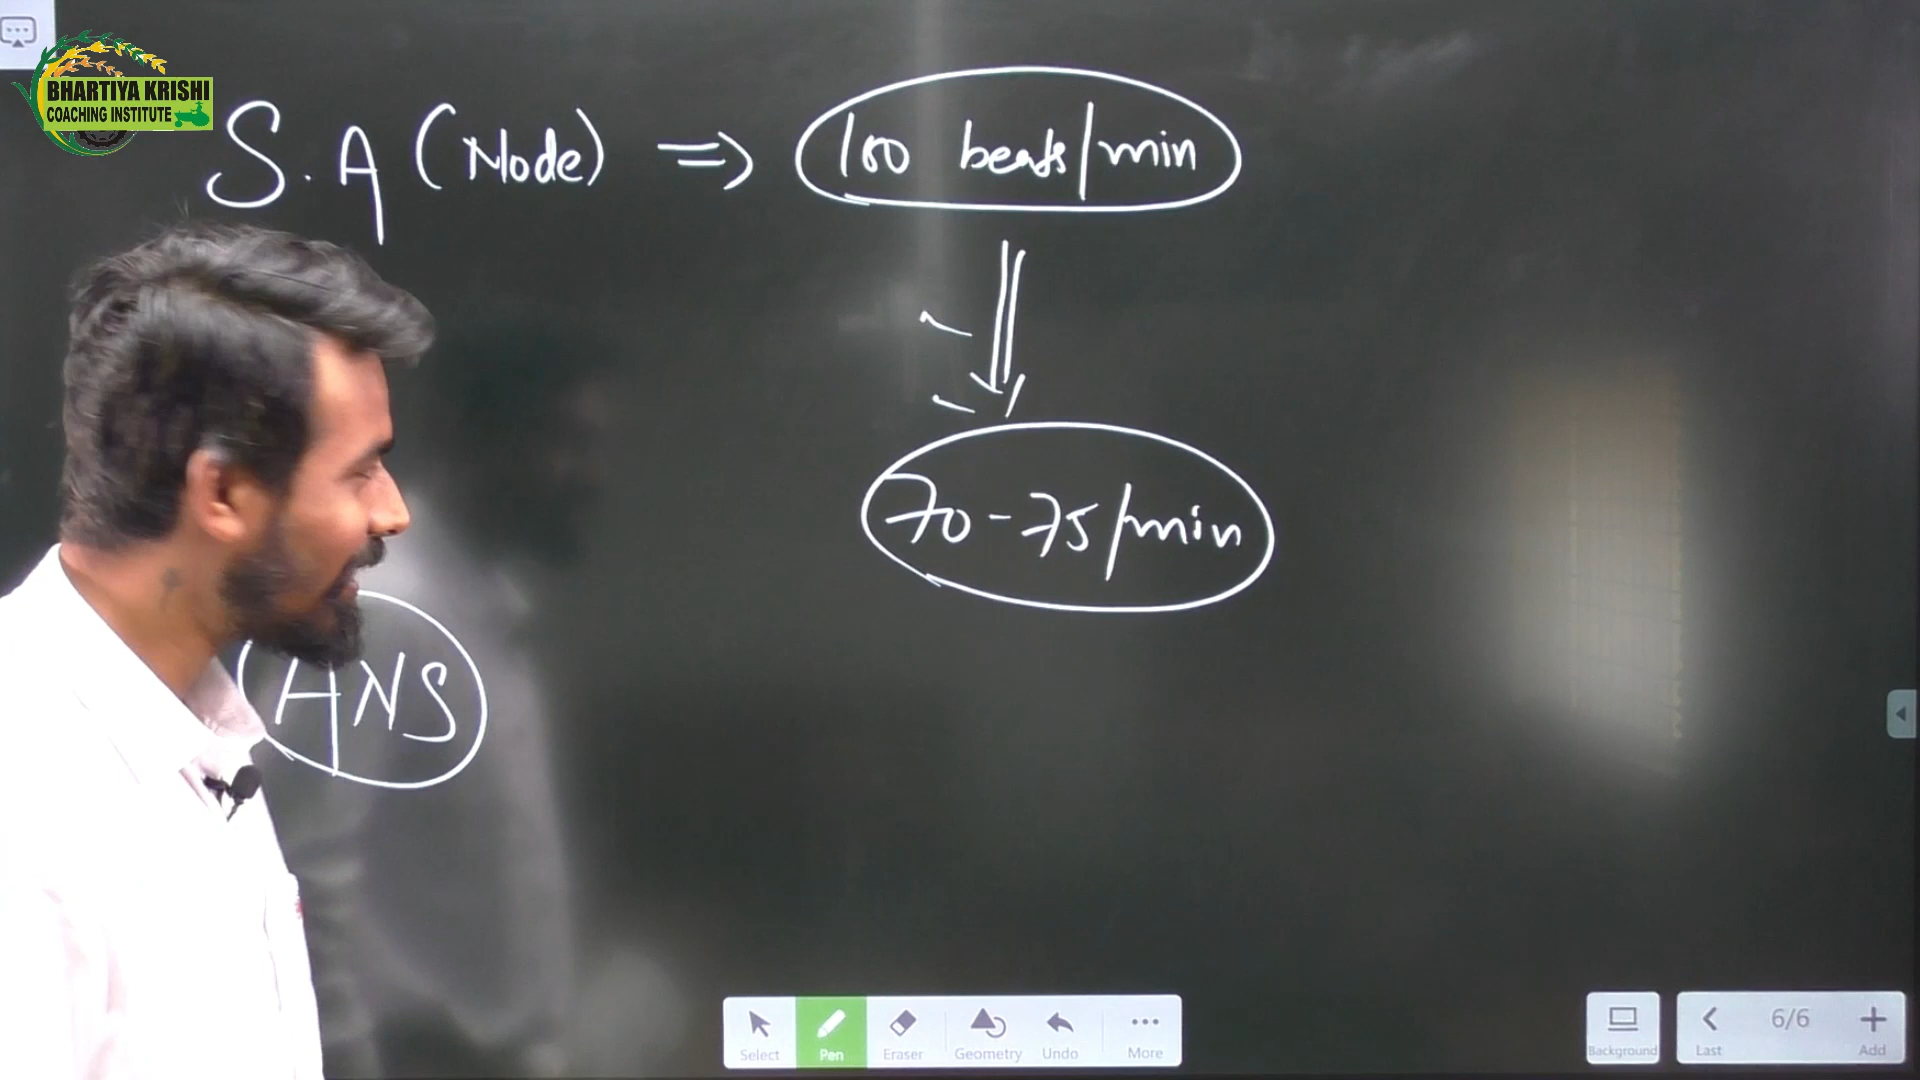 BHARTIYA KRISHI
COACHING INSTITUTE
S.A (Node) => 100 beats/min
70-75/min
ANS
Select
Pen
Eraser
Geometry
Undo
More
Background
Last
6/6
Add